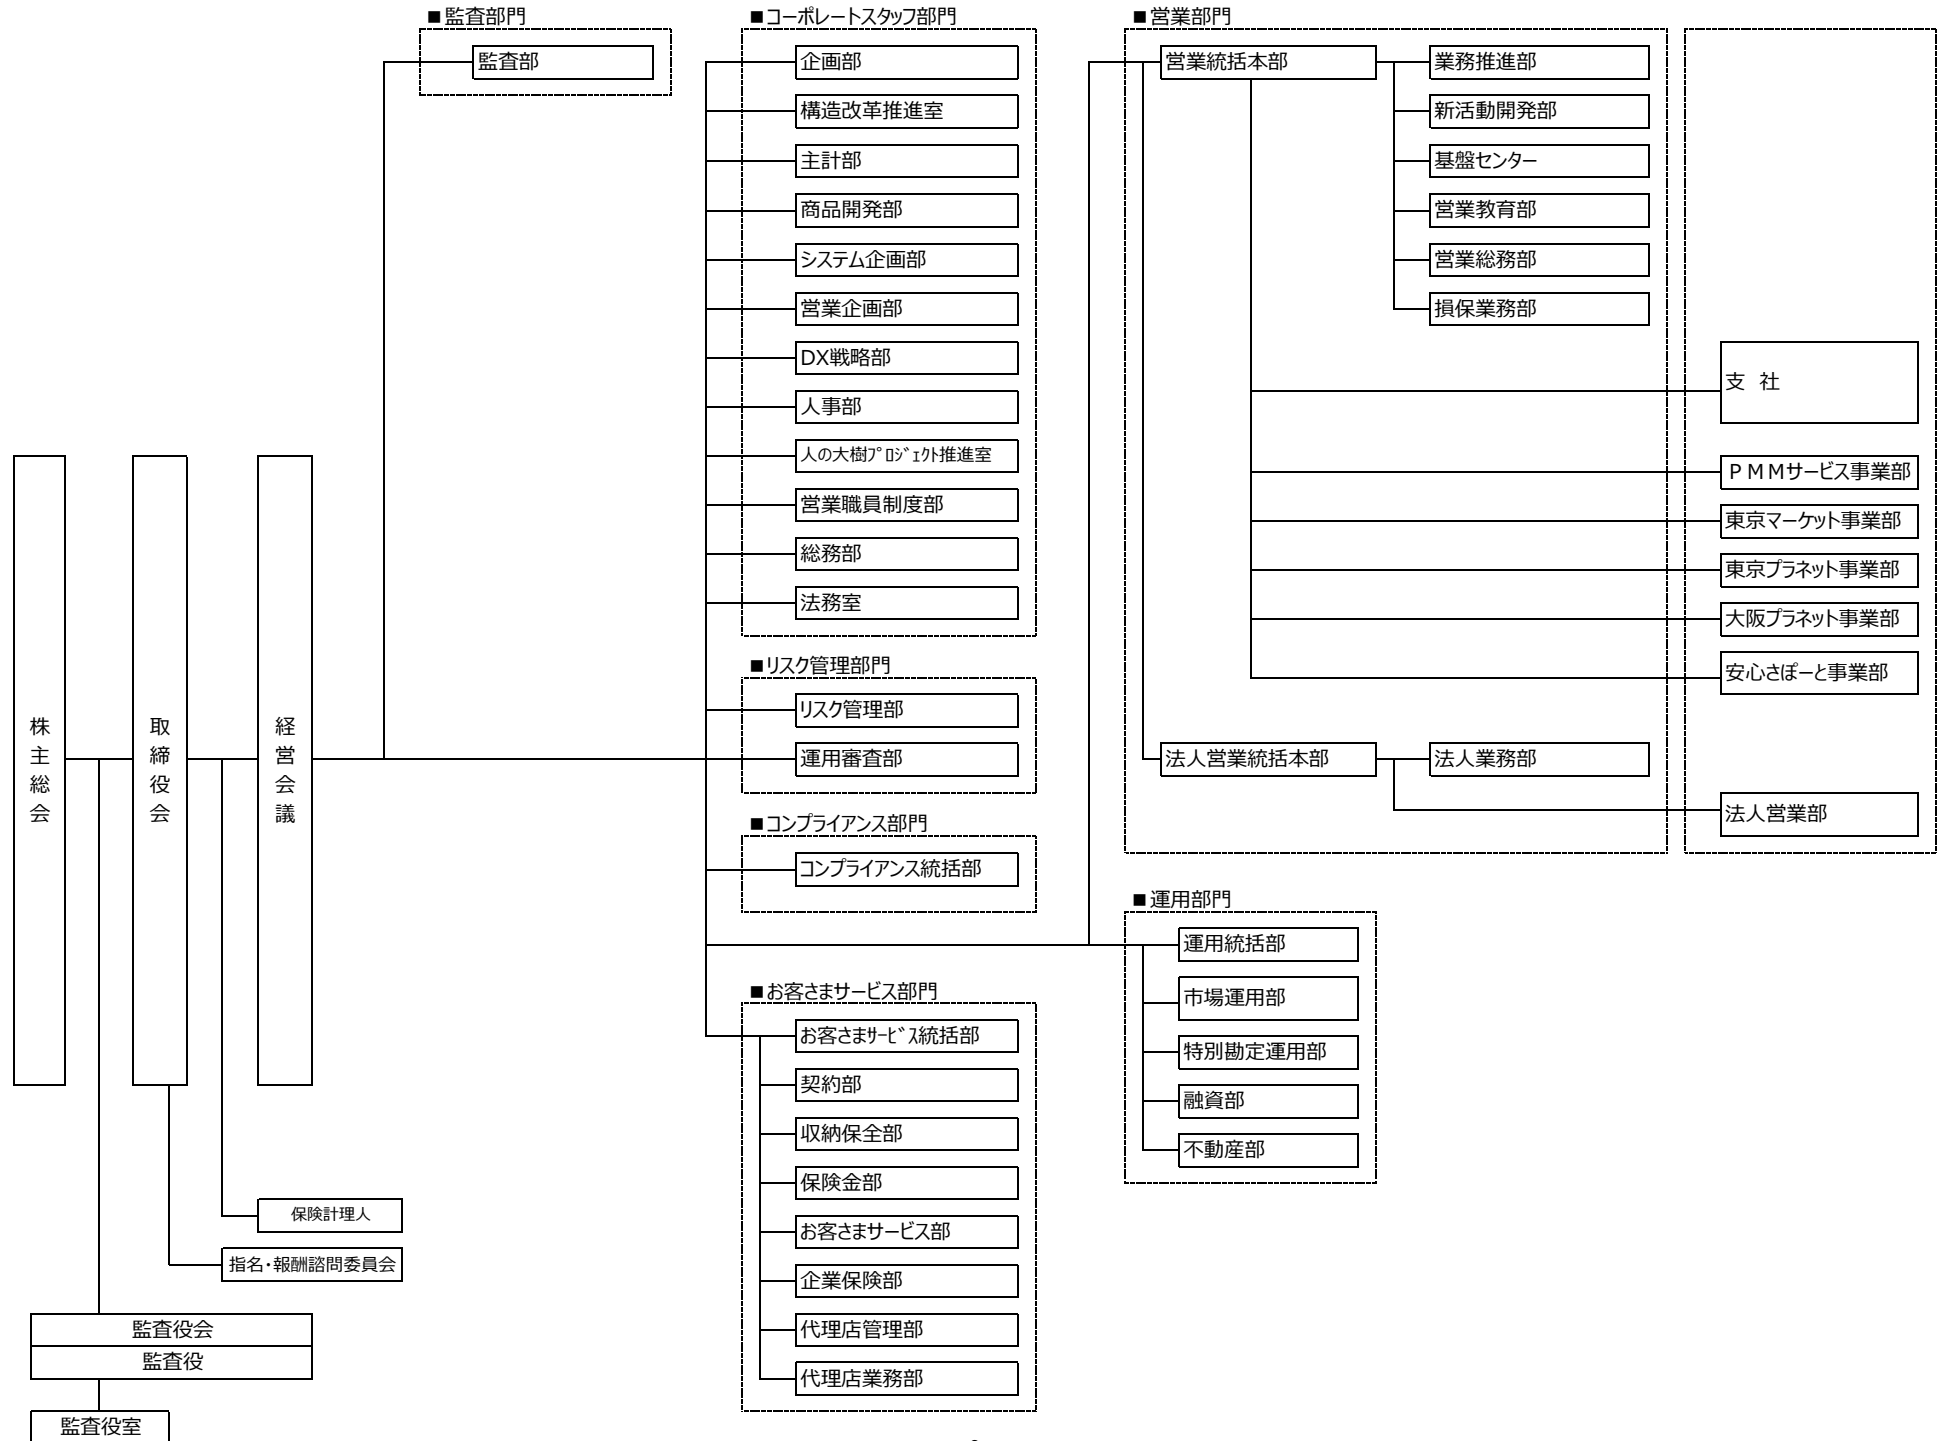 ■監査部門
監査部
■コーポレートスタッフ部門
企画部
構造改革推進室
主計部
商品開発部
システム企画部
営業企画部
DX戦略部
人事部
人の大樹ﾌﾟﾛｼﾞｪｸﾄ推進室
営業職員制度部
総務部
法務室
■リスク管理部門
リスク管理部
運用審査部
■コンプライアンス部門
コンプライアンス統括部
■お客さまサービス部門
お客さまｻｰﾋﾞｽ統括部
契約部
収納保全部
保険金部
お客さまサービス部
企業保険部
代理店管理部
代理店業務部
■営業部門
営業統括本部
業務推進部
新活動開発部
基盤センター
営業教育部
営業総務部
損保業務部
支 社
ＰＭＭサービス事業部
東京マーケット事業部
東京プラネット事業部
大阪プラネット事業部
安心さぽーと事業部
法人営業統括本部
法人業務部
法人営業部
■運用部門
運用統括部
市場運用部
特別勘定運用部
融資部
不動産部
株主総会
取締役会
経営会議
保険計理人
指名・報酬諮問委員会
監査役会
監査役
監査役室